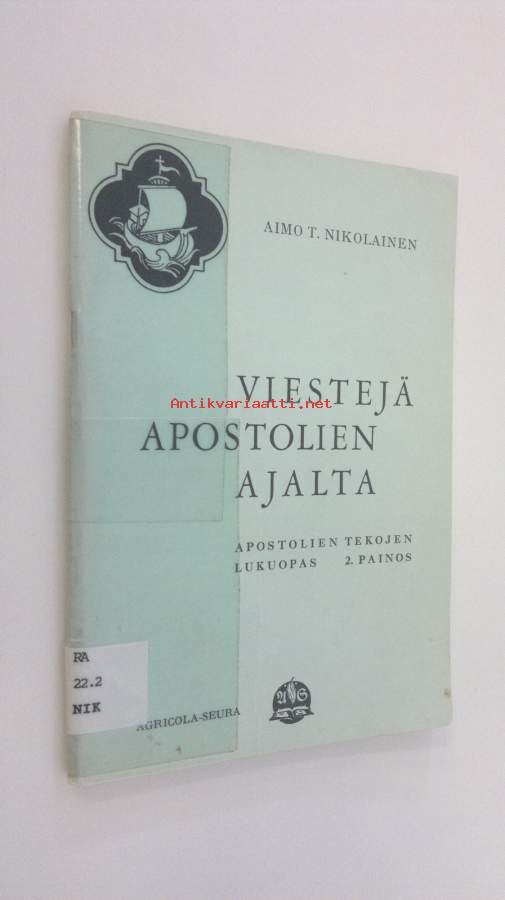 AIMO T. NIKOLAINEN
VIESTEJÄ
Antikvariaatti.net
APOSTOLIEN
AJALTA
APOSTOLIEN TEKOJEN
LUKUOPAS 2. PAINOS
RA
22.2
NIK
AGRICOLA-SEURA
A S